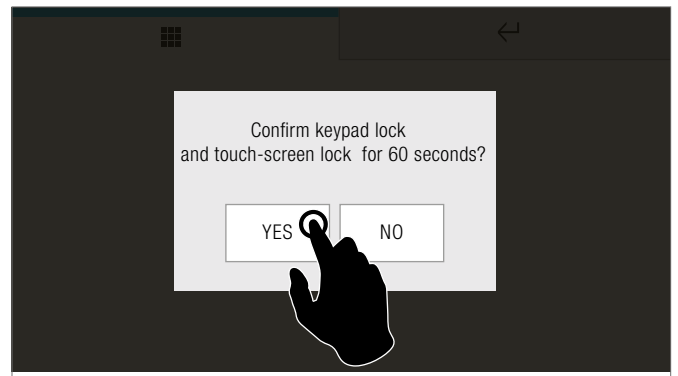 Confirm keypad lock
and touch-screen lock for 60 seconds?
YES
NO